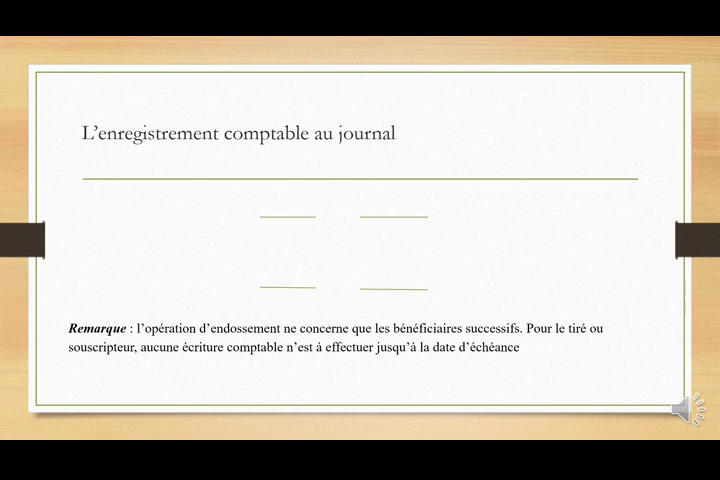 L’enregistrement comptable au journal
Remarque : l’opération d’endossement ne concerne que les bénéficiaires successifs. Pour le tiré ou
souscripteur, aucune écriture comptable n’est à effectuer jusqu’à la date d’échéance